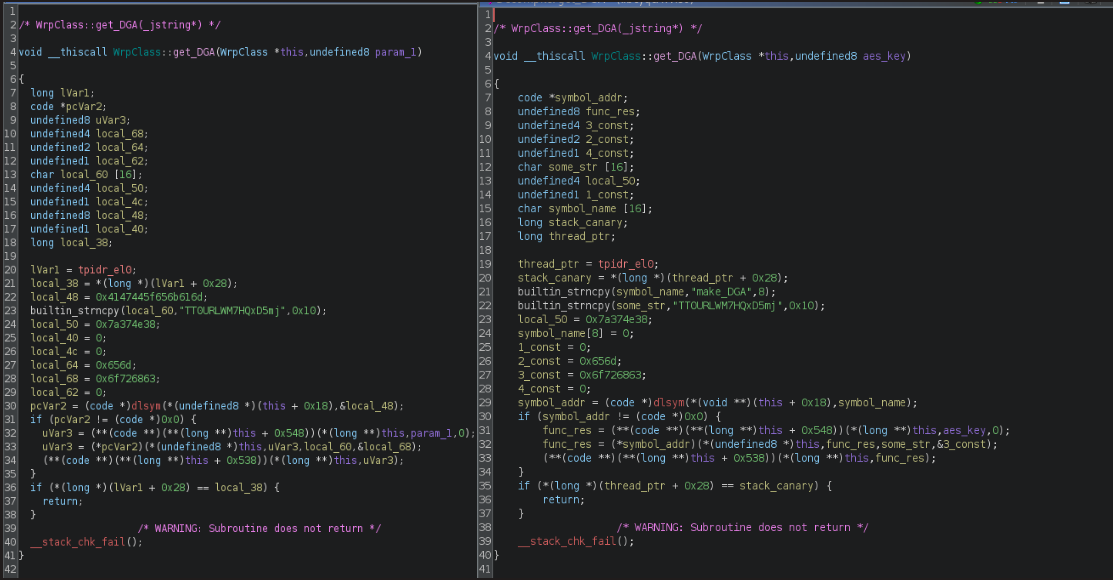 1
2 /* WrpClass::get_DGA(_jstring*) */
3
4 void __thiscall WrpClass::get_DGA(WrpClass *this,undefined8 param_1)
5
6 {
7 long lVar1;
8 code *pcVar2;
9 undefined8 uVar3;
10 undefined4 local_68;
11 undefined2 local_64;
12 undefined1 local_62;
13 char local_60 [16];
14 undefined4 local_50;
15 undefined1 local_4c;
16 undefined8 local_48;
17 undefined1 local_40;
18 long local_38;
19
20 lVar1 = tpidr_el0;
21 local_38 = *(long *)(lVar1 + 0x28);
22 local_48 = 0x4147445f656b616d;
23 builtin_strncpy(local_60,"TT0URLWM7HQxD5mj",0x10);
24 local_50 = 0x7a374e38;
25 local_40 = 0;
26 local_4c = 0;
27 local_64 = 0x656d;
28 local_68 = 0x6f726863;
29 local_62 = 0;
30 pcVar2 = (code *)dlsym(*(undefined8 *)(this + 0x18),&local_48);
31 if (pcVar2 != (code *)0x0) {
32 uVar3 = (**(code **)(**(long **)this + 0x548))(*(long **)this,param_1,0);
33 uVar3 = (*pcVar2)(*(undefined8 *)this,uVar3,local_60,&local_68);
34 (**(code **)(**(long **)this + 0x538))(*(long **)this,uVar3);
35 }
36 if (*(long *)(lVar1 + 0x28) == local_38) {
37 return;
38 }
39 /* WARNING: Subroutine does not return */
40 __stack_chk_fail();
41 }
42
1
2 /* WrpClass::get_DGA(_jstring*) */
3
4 void __thiscall WrpClass::get_DGA(WrpClass *this,undefined8 aes_key)
5
6 {
7 code *symbol_addr;
8 undefined8 func_res;
9 undefined4 3_const;
10 undefined2 2_const;
11 undefined1 4_const;
12 char some_str [16];
13 undefined4 local_50;
14 undefined1 1_const;
15 char symbol_name [16];
16 long stack_canary;
17 long thread_ptr;
18
19 thread_ptr = tpidr_el0;
20 stack_canary = *(long *)(thread_ptr + 0x28);
21 builtin_strncpy(symbol_name,"make_DGA",8);
22 builtin_strncpy(some_str,"TT0URLWM7HQxD5mj",0x10);
23 local_50 = 0x7a374e38;
24 symbol_name[8] = 0;
25 1_const = 0;
26 2_const = 0x656d;
27 3_const = 0x6f726863;
28 4_const = 0;
29 symbol_addr = (code *)dlsym(*(void **)(this + 0x18),symbol_name);
30 if (symbol_addr != (code *)0x0) {
31 func_res = (**(code **)(**(long **)this + 0x548))(*(long **)this,aes_key,0);
32 func_res = (*symbol_addr)(*(undefined8 *)this,func_res,some_str,&3_const);
33 (**(code **)(**(long **)this + 0x538))(*(long **)this,func_res);
34 }
35 if (*(long *)(thread_ptr + 0x28) == stack_canary) {
36 return;
37 }
38 /* WARNING: Subroutine does not return */
39 __stack_chk_fail();
40 }
41